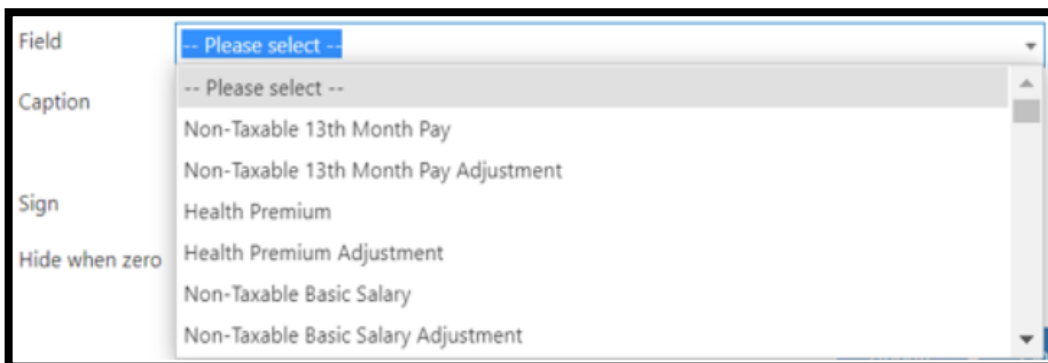 Field
-- Please select --
-- Please select --
Caption
Non-Taxable 13th Month Pay
Non-Taxable 13th Month Pay Adjustment
Sign
Health Premium
Hide when zero
Health Premium Adjustment
Non-Taxable Basic Salary
Non-Taxable Basic Salary Adjustment